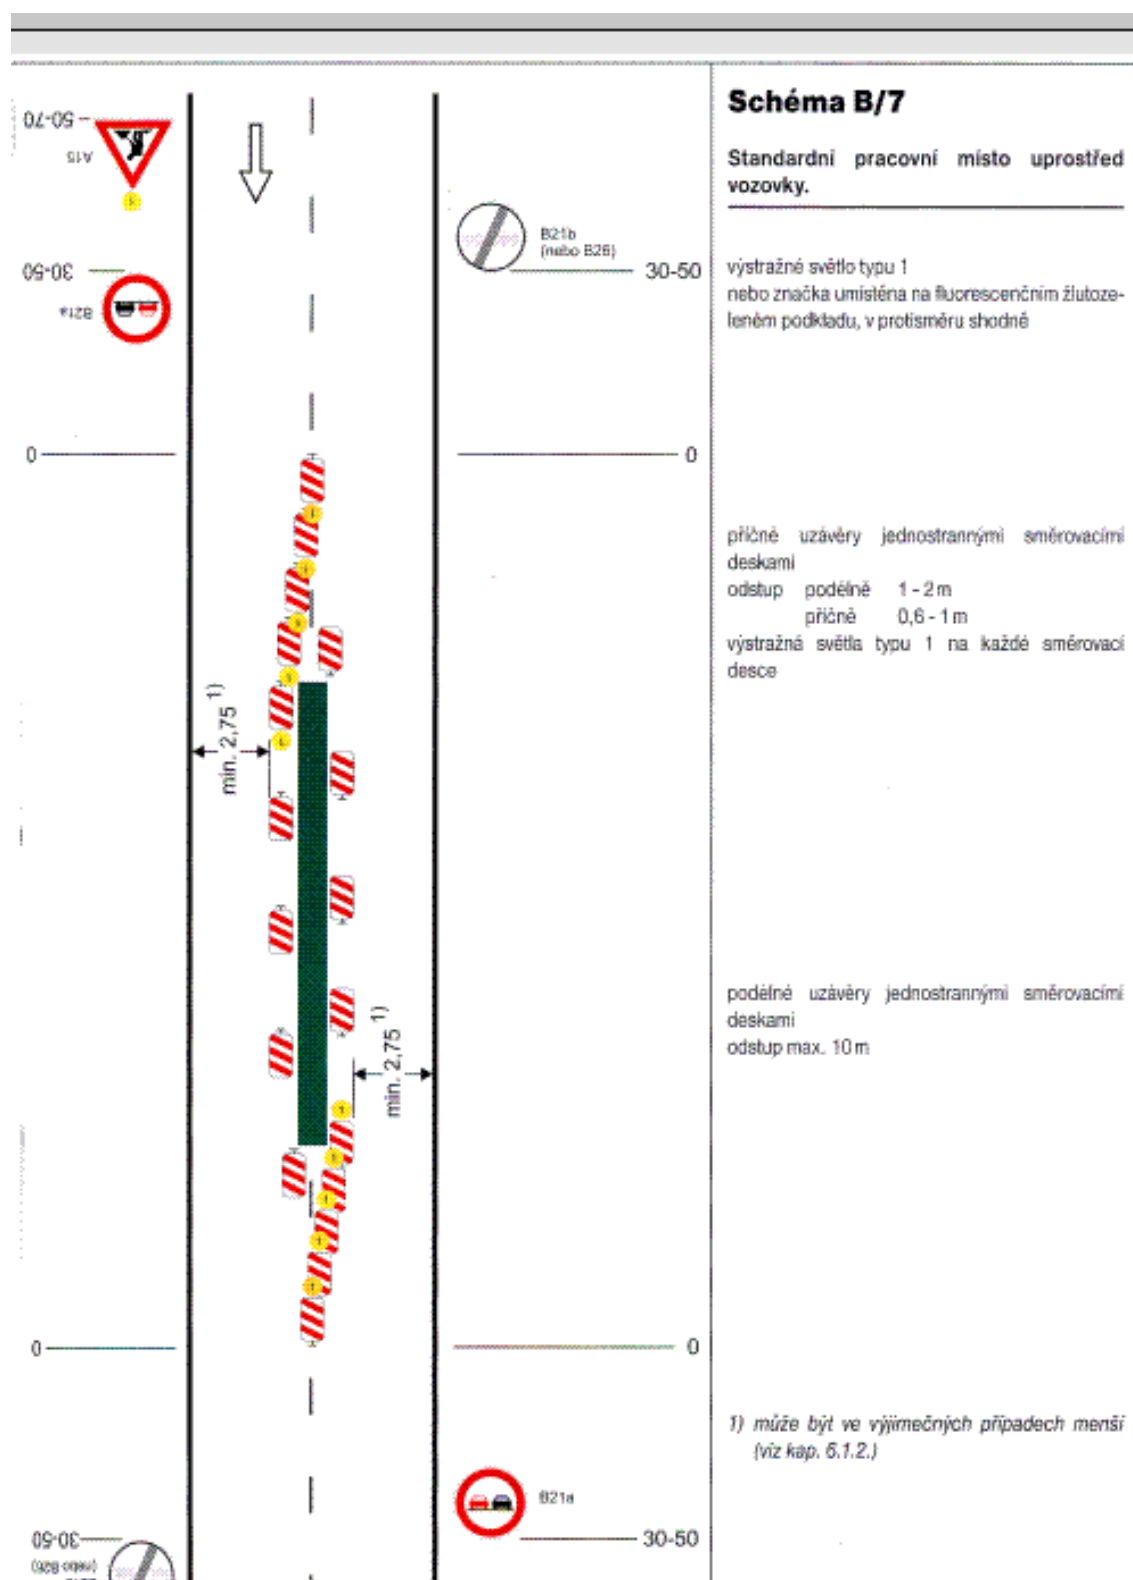 Schéma B/7
Standardní pracovní místo uprostřed
vozovky.
výstražné světlo typu 1
nebo značka umístěna na fluorescenčním žlutoze-
leném podkladu, v protisměru shodně
příčné uzávěry jednostrannými směrovacími
deskami
odstup podélně 1 - 2 m
příčně 0,6 - 1 m
výstražná světla typu 1 na každé směrovací
desce
podélné uzávěry jednostrannými směrovacími
deskami
odstup max. 10 m
1) může být ve výjimečných případech menší
(viz kap. 6.1.2.)
50-70
A15
30-50
B21a
B21b
(nebo B26)
30-50
0
0
min. 2,75 1)
min. 2,75 1)
0
0
B21a
30-50
30-50
(nebo B26)